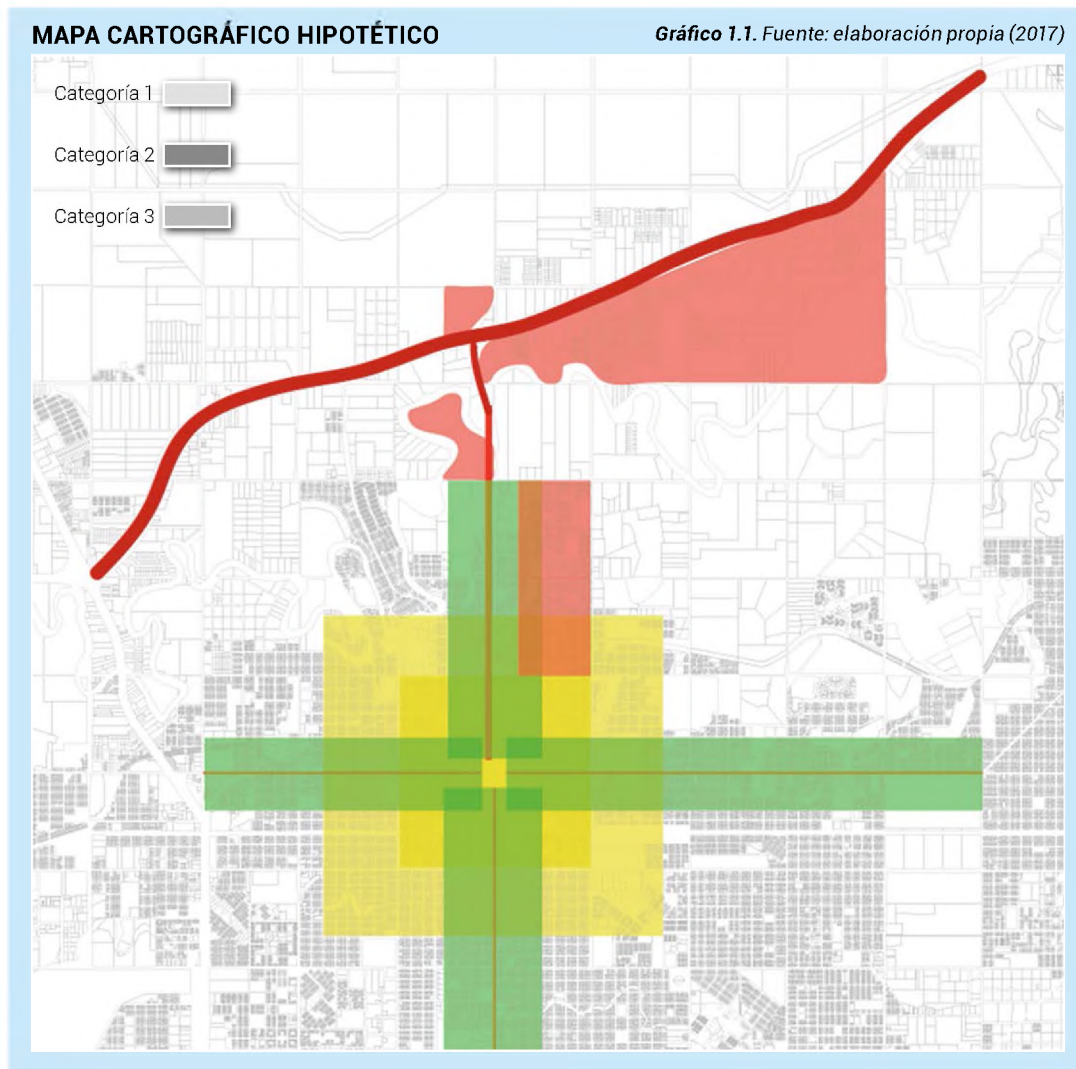 MAPA CARTOGRÁFICO HIPOTÉTICO
Gráfico 1.1. Fuente: elaboración propia (2017)
Categoría 1
Categoría 2
Categoría 3